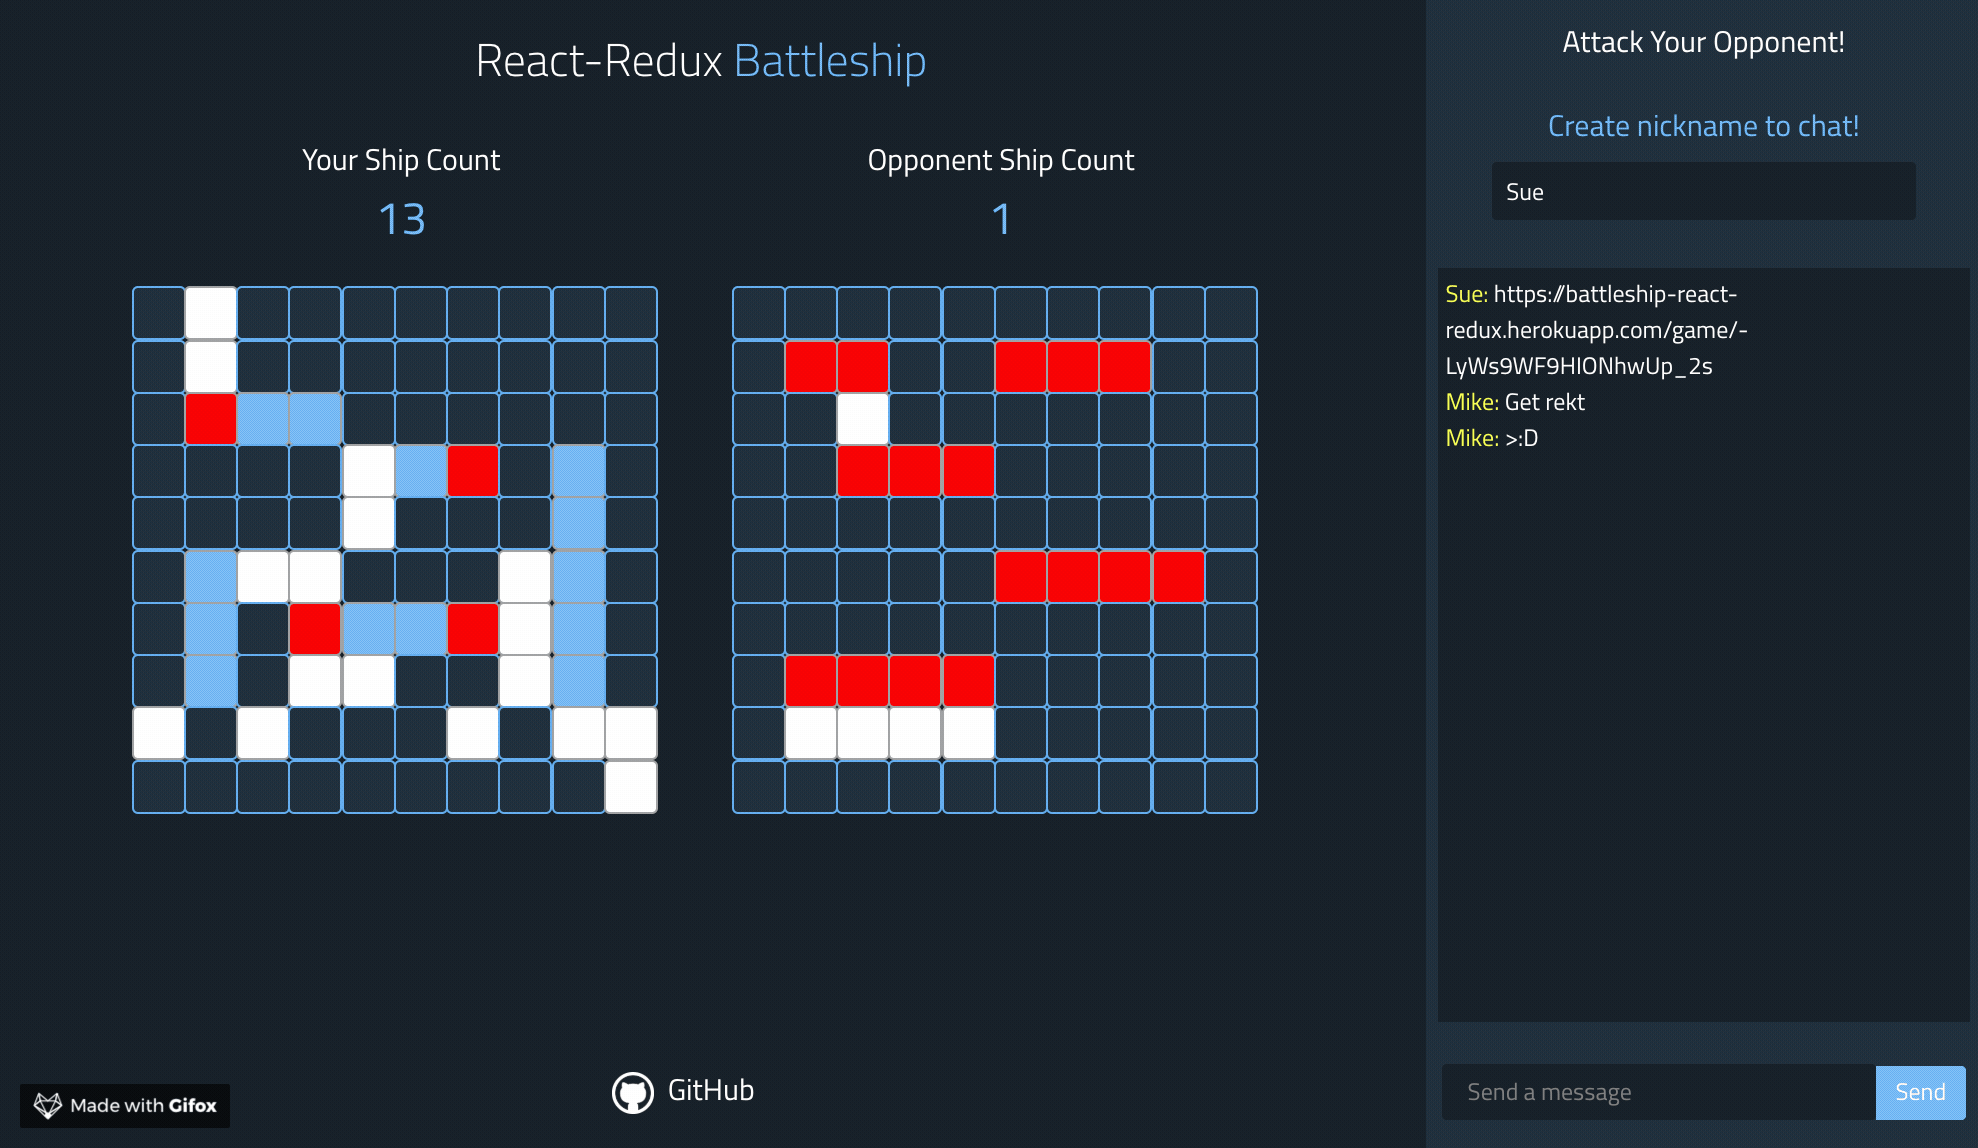 React-Redux Battleship
Your Ship Count
13
Opponent Ship Count
1
Attack Your Opponent!
Create nickname to chat!
Sue
Sue: https://battleship-react-
redux.herokuapp.com/game/-
LyWs9WF9HIONhwUp_2s
Mike: Get rekt
Mike: >:D
Send a message
Send
GitHub
Made with Gifox